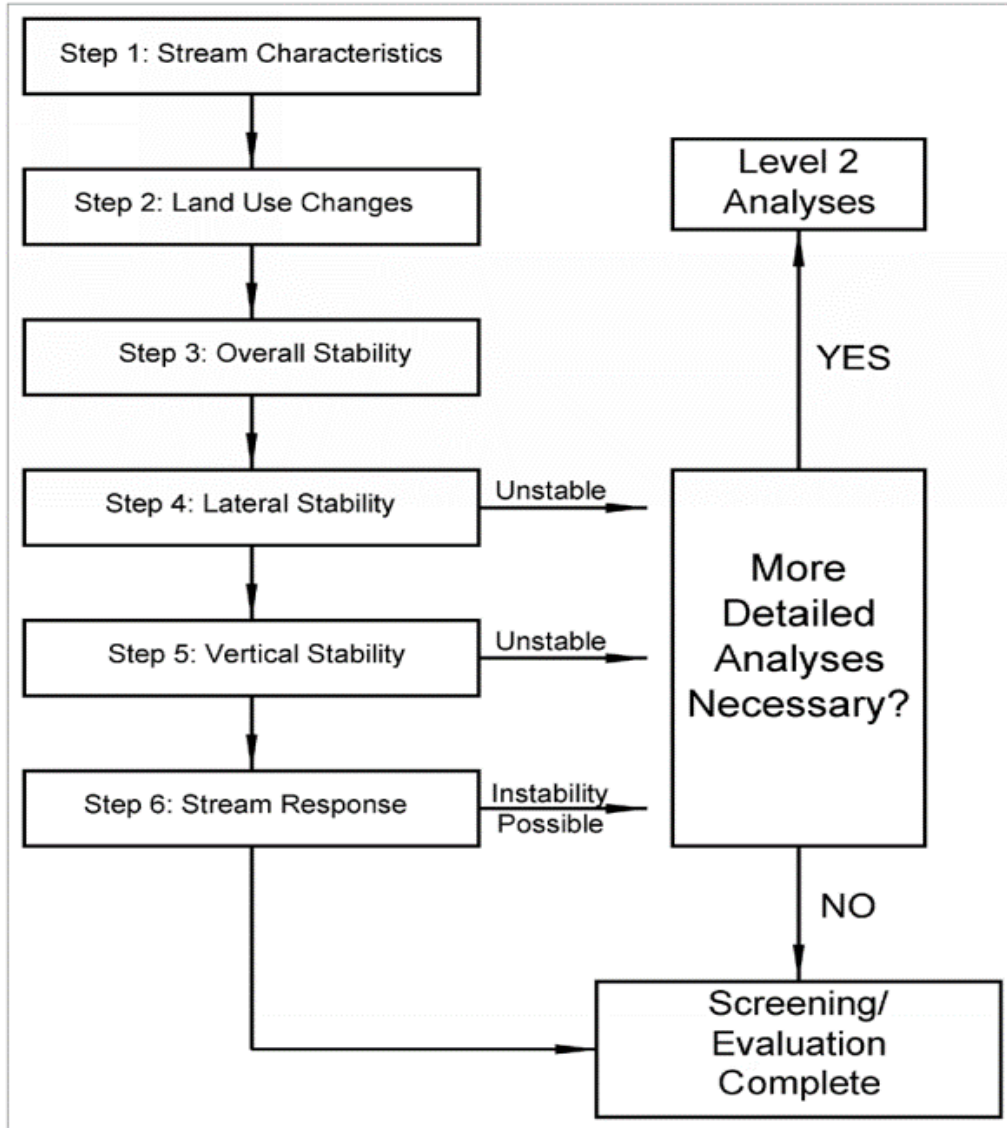 Step 1: Stream Characteristics
Step 2: Land Use Changes
Step 3: Overall Stability
Step 4: Lateral Stability
Unstable
Step 5: Vertical Stability
Unstable
Step 6: Stream Response
Instability
Possible
Level 2
Analyses
YES
More
Detailed
Analyses
Necessary?
NO
Screening/
Evaluation
Complete